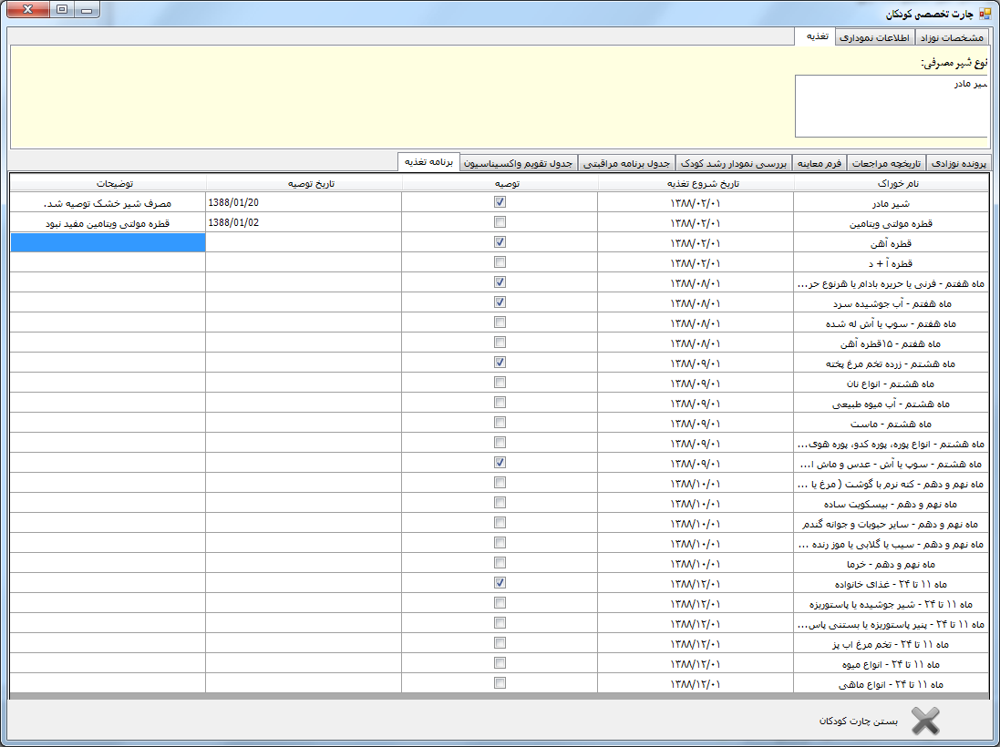 چارت تخصصی کودکان
مشخصات نوزاد اطلاعات نموداری تغذیه
نوع شیر مصرفی:
شیر مادر
پرونده نوزادی تاریخچه مراجعات فرم معاینه بررسی نمودار رشد کودک جدول برنامه مراقبتی جدول تقویم واکسیناسیون برنامه تغذیه
نام خوراک تاریخ شروع تغذیه توصیه تاریخ توصیه توضیحات
شیر مادر ۱۳۸۸/۰۲/۰۱ 1388/01/20 مصرف شیر خشک توصیه شد.
قطره مولتی ویتامین ۱۳۸۸/۰۲/۰۱ 1388/01/02 قطره مولتی ویتامین مفید نبود
قطره آهن ۱۳۸۸/۰۲/۰۱
قطره آ + د ۱۳۸۸/۰۲/۰۱
ماه هفتم - فرنی یا حریره بادام یا هرنوع حر... ۱۳۸۸/۰۸/۰۱
ماه هفتم - آب جوشیده سرد ۱۳۸۸/۰۸/۰۱
ماه هفتم - سوپ یا آش له شده ۱۳۸۸/۰۸/۰۱
ماه هفتم - ۱۵قطره آهن ۱۳۸۸/۰۸/۰۱
ماه هشتم - زرده تخم مرغ پخته ۱۳۸۸/۰۹/۰۱
ماه هشتم - انواع نان ۱۳۸۸/۰۹/۰۱
ماه هشتم - آب میوه طبیعی ۱۳۸۸/۰۹/۰۱
ماه هشتم - ماست ۱۳۸۸/۰۹/۰۱
ماه هشتم - انواع پوره، پوره کدو، پوره هوی... ۱۳۸۸/۰۹/۰۱
ماه هشتم - سوپ یا آش - عدس و ماش ا... ۱۳۸۸/۰۹/۰۱
ماه نهم و دهم - کته نرم با گوشت ( مرغ یا ... ۱۳۸۸/۱۰/۰۱
ماه نهم و دهم - بیسکویت ساده ۱۳۸۸/۱۰/۰۱
ماه نهم و دهم - سایر حبوبات و جوانه گندم ۱۳۸۸/۱۰/۰۱
ماه نهم و دهم - سیب یا گلابی یا موز رنده ... ۱۳۸۸/۱۰/۰۱
ماه نهم و دهم - خرما ۱۳۸۸/۱۰/۰۱
ماه ۱۱ تا ۲۴ - غذای خانواده ۱۳۸۸/۱۲/۰۱
ماه ۱۱ تا ۲۴ - شیر جوشیده یا پاستوریزه ۱۳۸۸/۱۲/۰۱
ماه ۱۱ تا ۲۴ - پنیر پاستوریزه یا بستنی پاس... ۱۳۸۸/۱۲/۰۱
ماه ۱۱ تا ۲۴ - تخم مرغ اب پز ۱۳۸۸/۱۲/۰۱
ماه ۱۱ تا ۲۴ - انواع میوه ۱۳۸۸/۱۲/۰۱
ماه ۱۱ تا ۲۴ - انواع ماهی ۱۳۸۸/۱۲/۰۱
بستن چارت کودکان